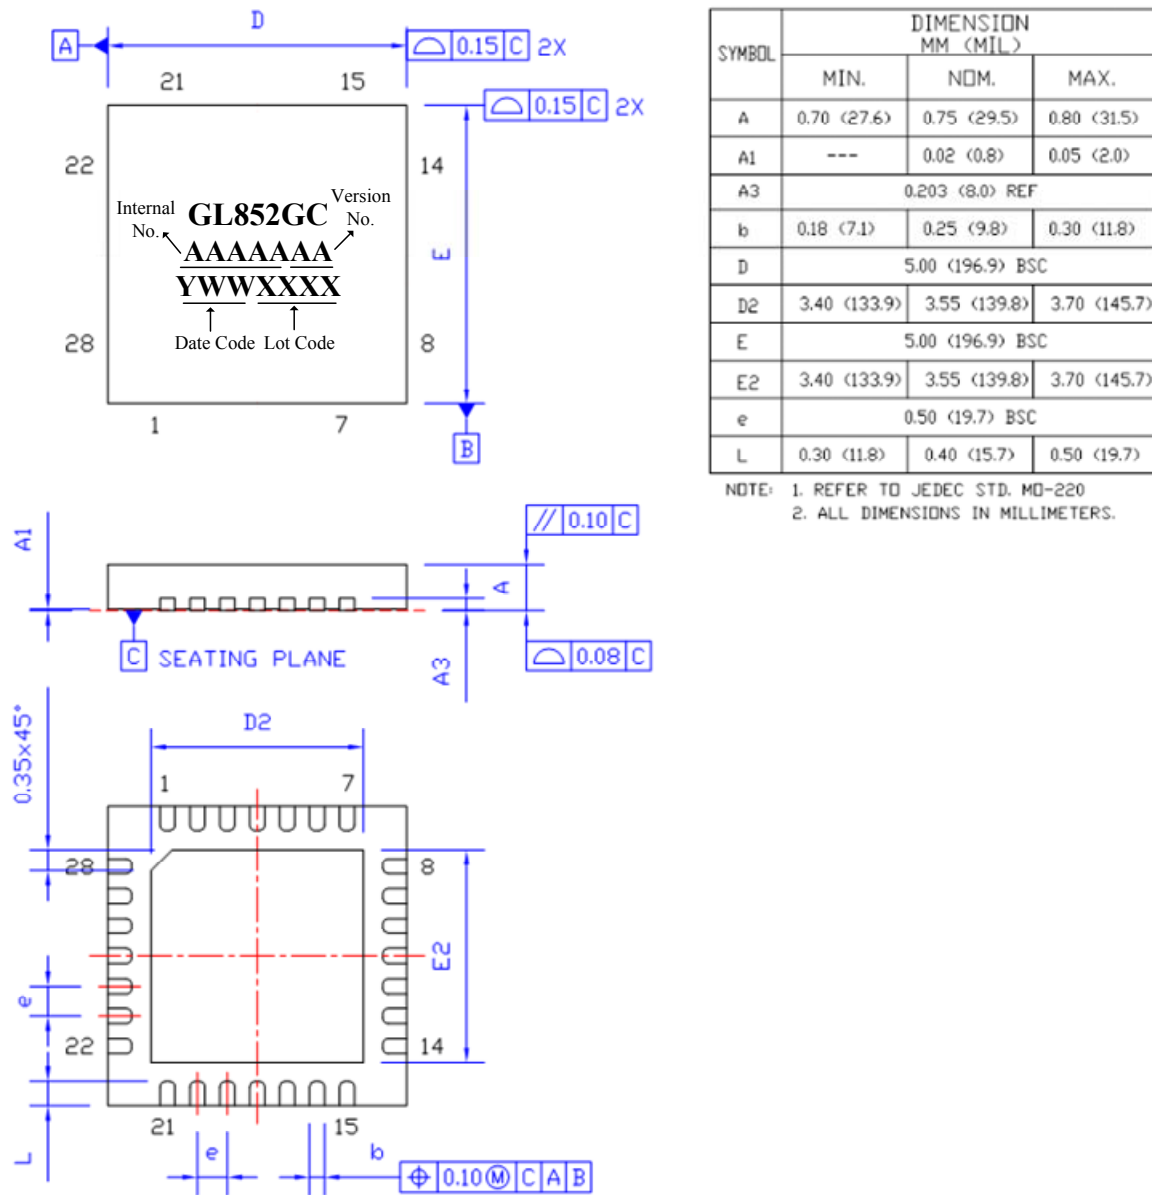 D
A
⌓ 0.15 C 2X
21 15
⌓ 0.15 C 2X
22 14
Internal No.
GL852GC
Version No.
AAAAAAAA
YWWXXXX
Date Code Lot Code
E
28 8
1 7
B
SYMBOL DIMENSION MM (MIL)
MIN. NOM. MAX.
A 0.70 (27.6) 0.75 (29.5) 0.80 (31.5)
A1 --- 0.02 (0.8) 0.05 (2.0)
A3 0.203 (8.0) REF
b 0.18 (7.1) 0.25 (9.8) 0.30 (11.8)
D 5.00 (196.9) BSC
D2 3.40 (133.9) 3.55 (139.8) 3.70 (145.7)
E 5.00 (196.9) BSC
E2 3.40 (133.9) 3.55 (139.8) 3.70 (145.7)
e 0.50 (19.7) BSC
L 0.30 (11.8) 0.40 (15.7) 0.50 (19.7)
NOTE: 1. REFER TO JEDEC STD. MO-220
2. ALL DIMENSIONS IN MILLIMETERS.
A1
// 0.10 C
A
C SEATING PLANE
A3
⌓ 0.08 C
0.35×45°
D2
1 7
28 8
E2
e
22 14
21 15
L
e
b
⌖ 0.10 Ⓜ C A B